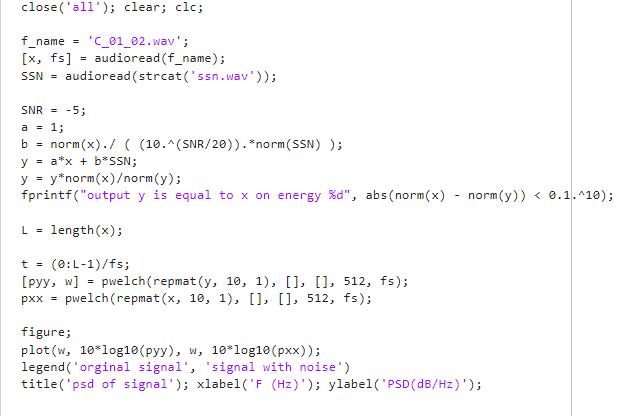 close('all'); clear; clc;
f_name = 'C_01_02.wav';
[x, fs] = audioread(f_name);
SSN = audioread(strcat('ssn.wav'));
SNR = -5;
a = 1;
b = norm(x)./ ( (10.^(SNR/20)).*norm(SSN) );
y = a*x + b*SSN;
y = y*norm(x)/norm(y);
fprintf("output y is equal to x on energy %d", abs(norm(x) - norm(y)) < 0.1.^10);
L = length(x);
t = (0:L-1)/fs;
[pyy, w] = pwelch(repmat(y, 10, 1), [], [], 512, fs);
pxx = pwelch(repmat(x, 10, 1), [], [], 512, fs);
figure;
plot(w, 10*log10(pyy), w, 10*log10(pxx));
legend('orginal signal', 'signal with noise')
title('psd of signal'); xlabel('F (Hz)'); ylabel('PSD(dB/Hz)');